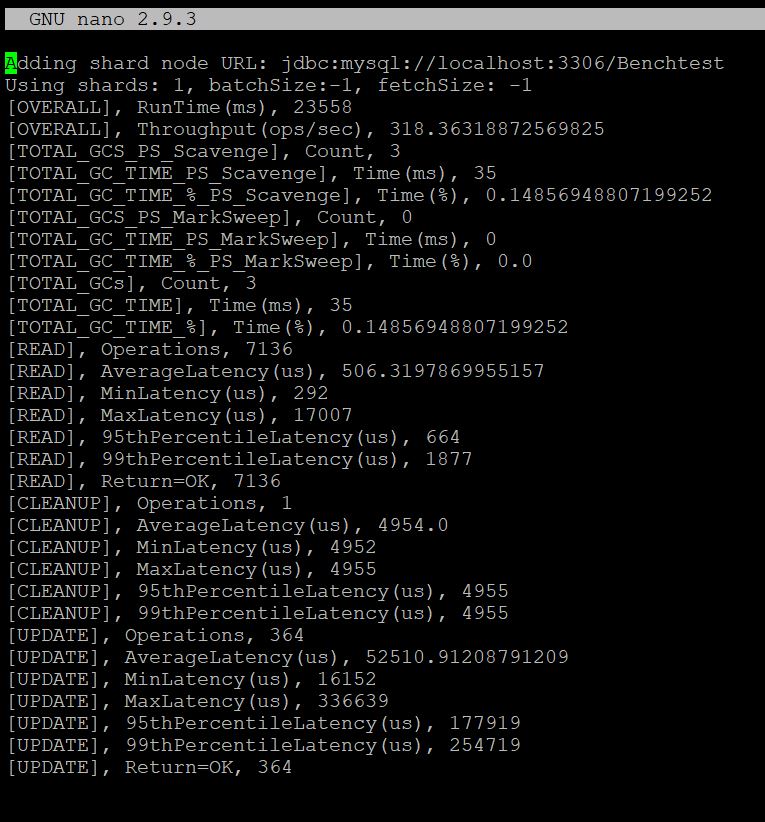 GNU nano 2.9.3
Adding shard node URL: jdbc:mysql://localhost:3306/Benchtest
Using shards: 1, batchSize:-1, fetchSize: -1
[OVERALL], RunTime(ms), 23558
[OVERALL], Throughput(ops/sec), 318.36318872569825
[TOTAL_GCS_PS_Scavenge], Count, 3
[TOTAL_GC_TIME_PS_Scavenge], Time(ms), 35
[TOTAL_GC_TIME_%_PS_Scavenge], Time(%), 0.14856948807199252
[TOTAL_GCS_PS_MarkSweep], Count, 0
[TOTAL_GC_TIME_PS_MarkSweep], Time(ms), 0
[TOTAL_GC_TIME_%_PS_MarkSweep], Time(%), 0.0
[TOTAL_GCs], Count, 3
[TOTAL_GC_TIME], Time(ms), 35
[TOTAL_GC_TIME_%], Time(%), 0.14856948807199252
[READ], Operations, 7136
[READ], AverageLatency(us), 506.3197869955157
[READ], MinLatency(us), 292
[READ], MaxLatency(us), 17007
[READ], 95thPercentileLatency(us), 664
[READ], 99thPercentileLatency(us), 1877
[READ], Return=OK, 7136
[CLEANUP], Operations, 1
[CLEANUP], AverageLatency(us), 4954.0
[CLEANUP], MinLatency(us), 4952
[CLEANUP], MaxLatency(us), 4955
[CLEANUP], 95thPercentileLatency(us), 4955
[CLEANUP], 99thPercentileLatency(us), 4955
[UPDATE], Operations, 364
[UPDATE], AverageLatency(us), 52510.91208791209
[UPDATE], MinLatency(us), 16152
[UPDATE], MaxLatency(us), 336639
[UPDATE], 95thPercentileLatency(us), 177919
[UPDATE], 99thPercentileLatency(us), 254719
[UPDATE], Return=OK, 364